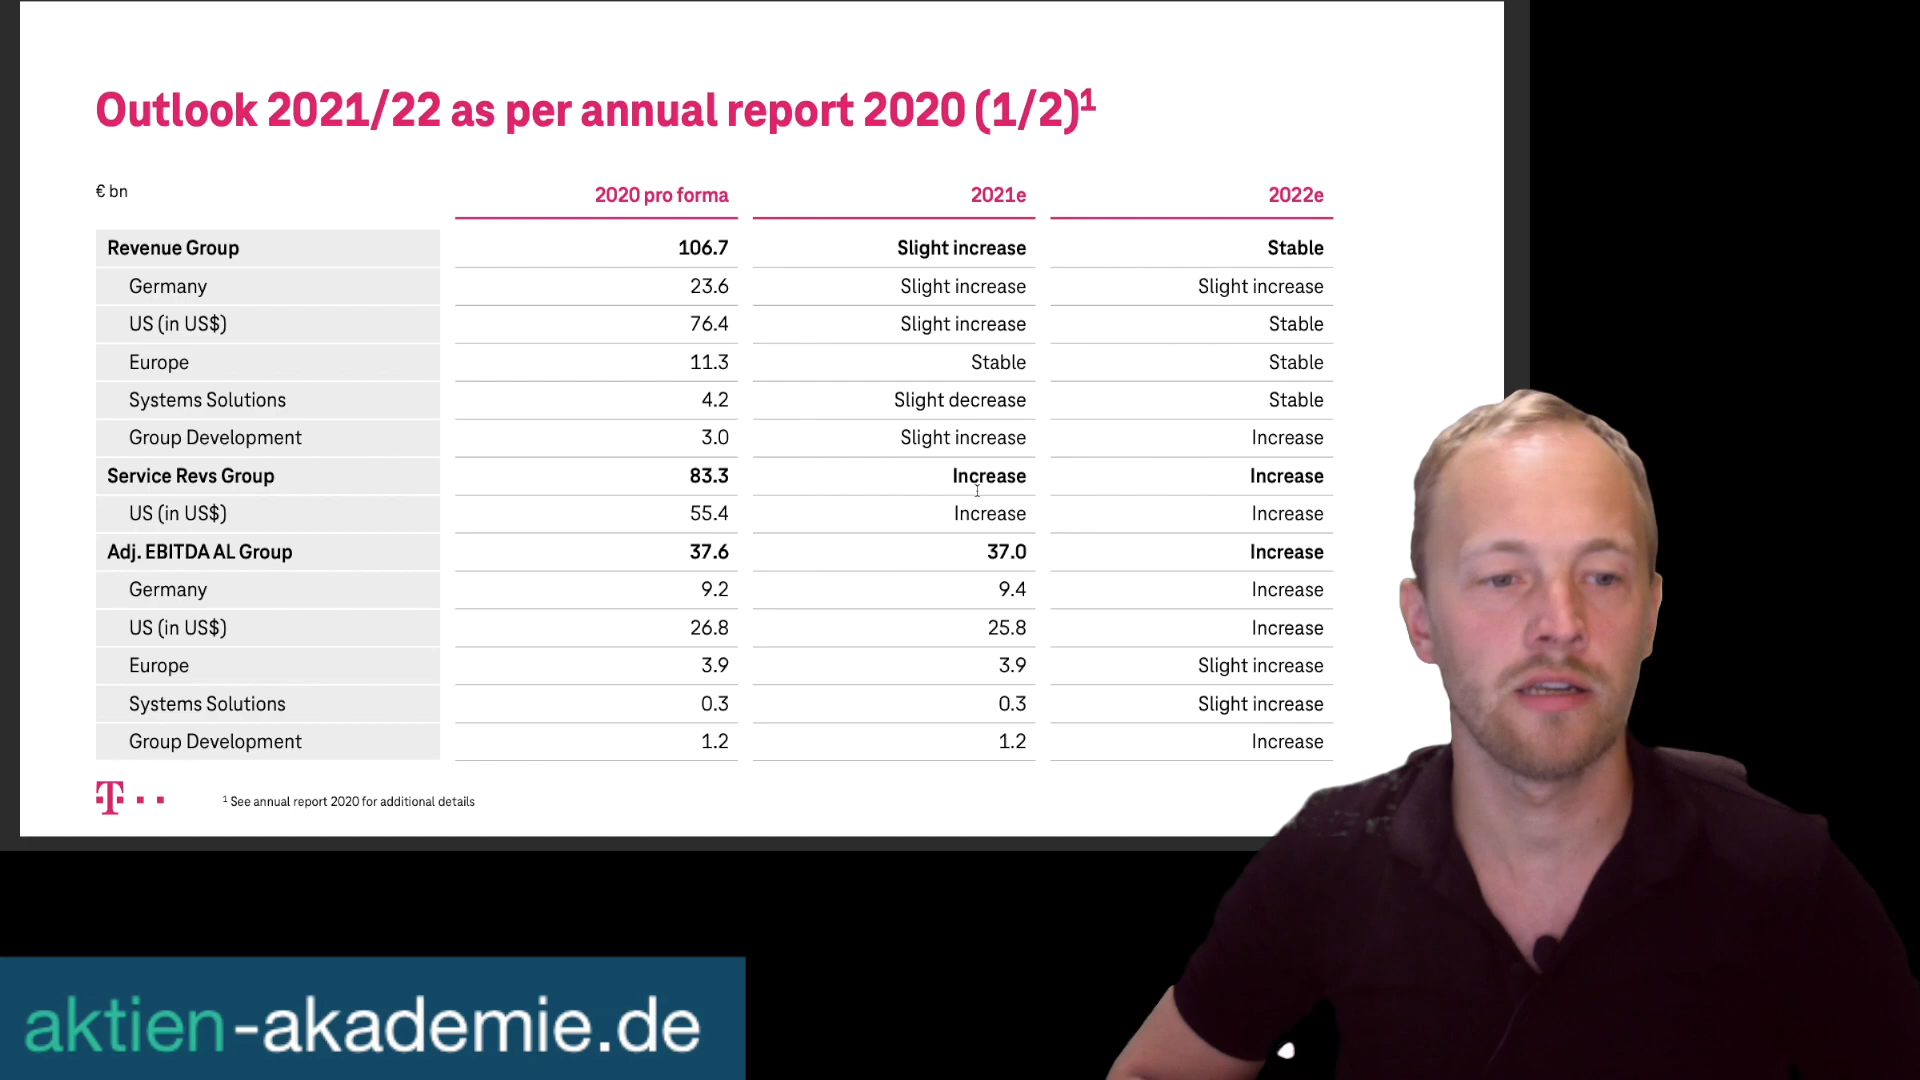 Outlook 2021/22 as per annual report 2020 (1/2)¹
€ bn 2020 pro forma 2021e 2022e
Revenue Group 106.7 Slight increase Stable
Germany 23.6 Slight increase Slight increase
US (in US$) 76.4 Slight increase Stable
Europe 11.3 Stable Stable
Systems Solutions 4.2 Slight decrease Stable
Group Development 3.0 Slight increase Increase
Service Revs Group 83.3 Increase Increase
US (in US$) 55.4 Increase Increase
Adj. EBITDA AL Group 37.6 37.0 Increase
Germany 9.2 9.4 Increase
US (in US$) 26.8 25.8 Increase
Europe 3.9 3.9 Slight increase
Systems Solutions 0.3 0.3 Slight increase
Group Development 1.2 1.2 Increase
T
¹ See annual report 2020 for additional details
aktien-akademie.de